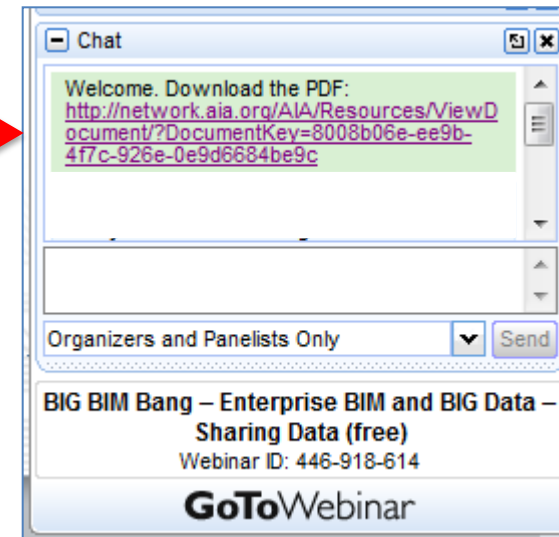 Chat
Welcome. Download the PDF:
http://network.aia.org/AIA/Resources/ViewD
ocument/?DocumentKey=8008b06e-ee9b-
4f7c-926e-0e9d6684be9c
Organizers and Panelists Only
Send
BIG BIM Bang – Enterprise BIM and BIG Data –
Sharing Data (free)
Webinar ID: 446-918-614
GoToWebinar